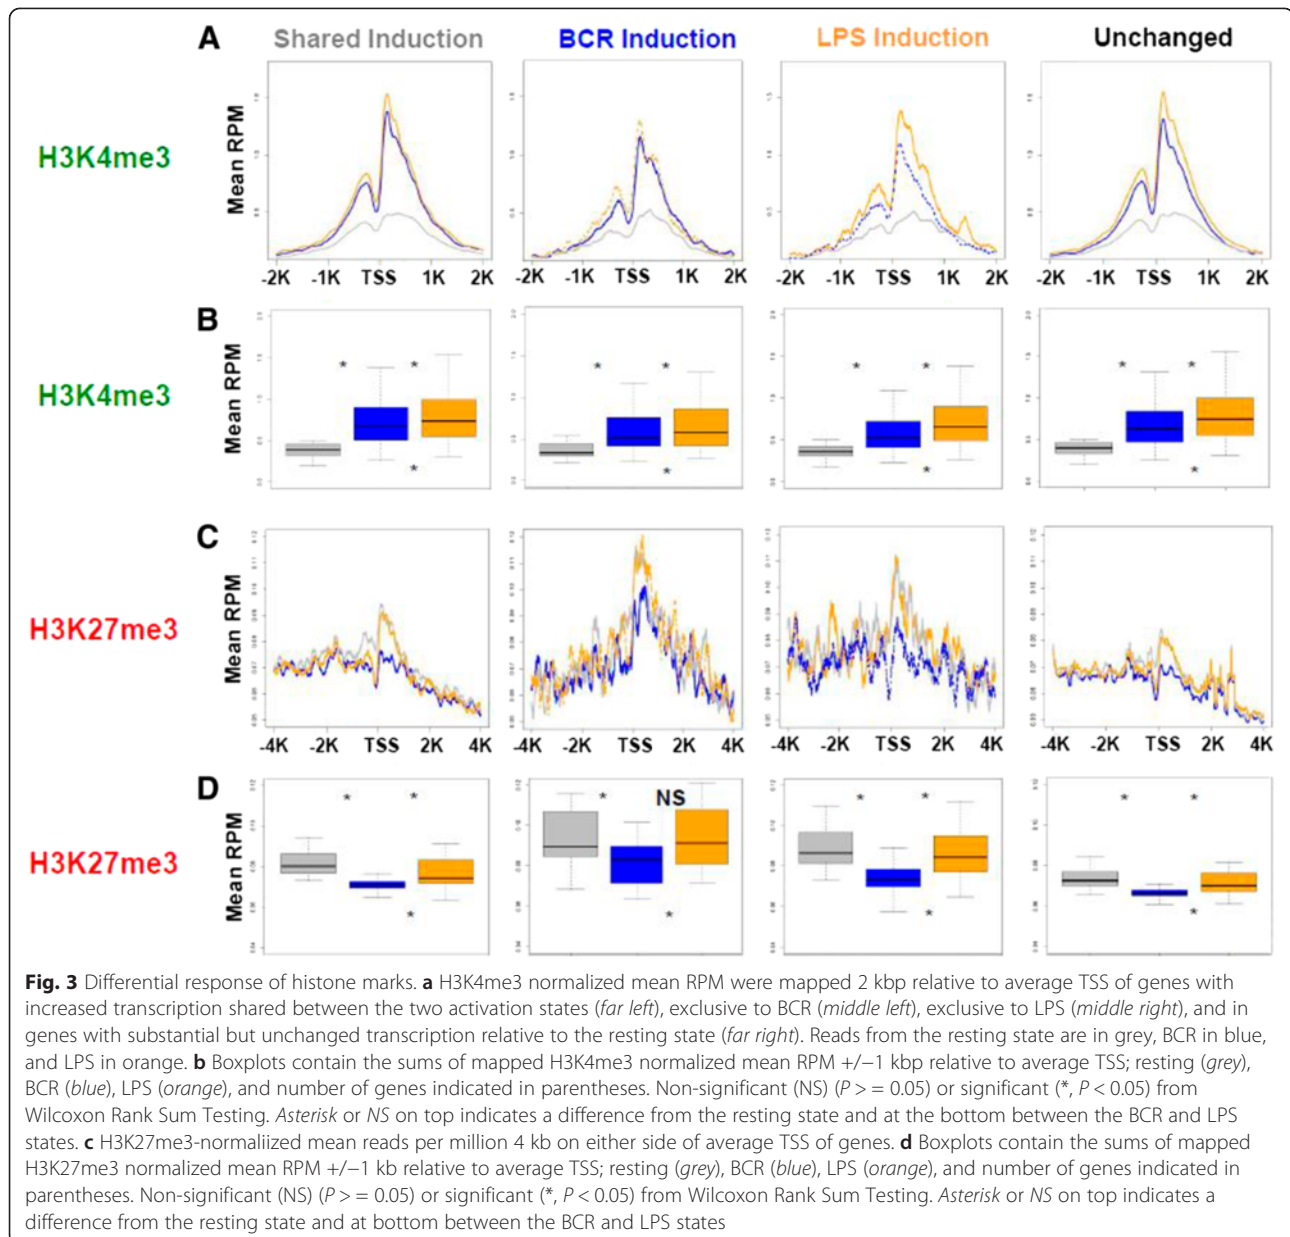 A Shared Induction BCR Induction LPS Induction Unchanged
H3K4me3
Mean RPM
-2K -1K TSS 1K 2K -2K -1K TSS 1K 2K -2K -1K TSS 1K 2K -2K -1K TSS 1K 2K
B
H3K4me3
Mean RPM
* * * * * * * *
* * * *
C
H3K27me3
Mean RPM
-4K -2K TSS 2K 4K -4K -2K TSS 2K 4K -4K -2K TSS 2K 4K -4K -2K TSS 2K 4K
D
H3K27me3
Mean RPM
* * * NS * * * *
* * * *
Fig. 3 Differential response of histone marks. a H3K4me3 normalized mean RPM were mapped 2 kbp relative to average TSS of genes with
increased transcription shared between the two activation states (far left), exclusive to BCR (middle left), exclusive to LPS (middle right), and in
genes with substantial but unchanged transcription relative to the resting state (far right). Reads from the resting state are in grey, BCR in blue,
and LPS in orange. b Boxplots contain the sums of mapped H3K4me3 normalized mean RPM +/−1 kbp relative to average TSS; resting (grey),
BCR (blue), LPS (orange), and number of genes indicated in parentheses. Non-significant (NS) (P > = 0.05) or significant (*, P < 0.05) from
Wilcoxon Rank Sum Testing. Asterisk or NS on top indicates a difference from the resting state and at the bottom between the BCR and LPS
states. c H3K27me3-normaliized mean reads per million 4 kb on either side of average TSS of genes. d Boxplots contain the sums of mapped
H3K27me3 normalized mean RPM +/−1 kb relative to average TSS; resting (grey), BCR (blue), LPS (orange), and number of genes indicated in
parentheses. Non-significant (NS) (P > = 0.05) or significant (*, P < 0.05) from Wilcoxon Rank Sum Testing. Asterisk or NS on top indicates a
difference from the resting state and at bottom between the BCR and LPS states